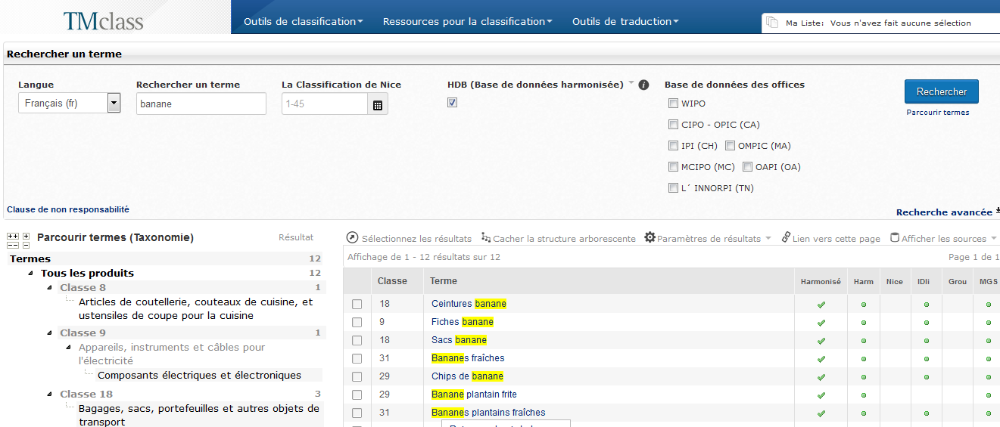 TMclass
Outils de classification
Ressources pour la classification
Outils de traduction
Ma Liste: Vous n'avez fait aucune sélection
Rechercher un terme
Langue
Rechercher un terme
La Classification de Nice
HDB (Base de données harmonisée)
Base de données des offices
Français (fr)
banane
1-45
Rechercher
Parcourir termes
WIPO
CIPO - OPIC (CA)
IPI (CH) OMPIC (MA)
MCIPO (MC) OAPI (OA)
L´ INNORPI (TN)
Clause de non responsabilité
Recherche avancée
Parcourir termes (Taxonomie) Résultat
Termes 12
Tous les produits 12
Classe 8 1
Articles de coutellerie, couteaux de cuisine, et
ustensiles de coupe pour la cuisine
Classe 9 1
Appareils, instruments et câbles pour
l'électricité
Composants électriques et électroniques
Classe 18 3
Bagages, sacs, portefeuilles et autres objets de
transport
Sélectionnez les résultats Cacher la structure arborescente Paramètres de résultats Lien vers cette page Afficher les sources
Affichage de 1 - 12 résultats sur 12 Page 1 de 1
Classe Terme Harmonisé Harm Nice IDli Grou MGS
18 Ceintures banane
9 Fiches banane
18 Sacs banane
31 Bananes fraîches
29 Chips de banane
29 Banane plantain frite
31 Bananes plantains fraîches